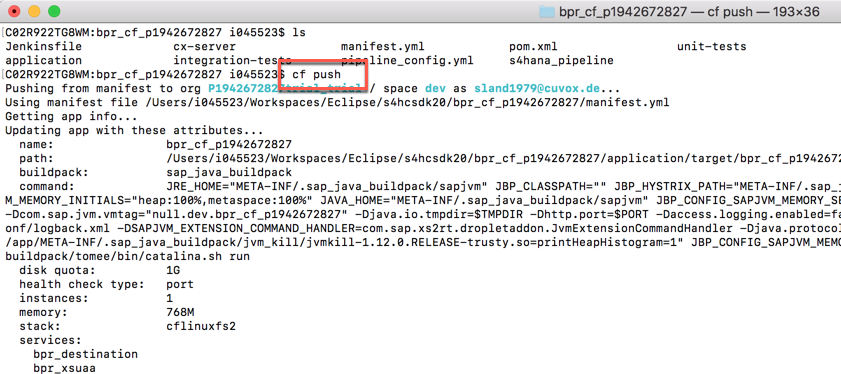 bpr_cf_p1942672827 — cf push — 193×36
[C02R922TG8WM:bpr_cf_p1942672827 i045523$ ls
Jenkinsfile cx-server manifest.yml pom.xml unit-tests
application integration-tests pipeline_config.yml s4hana_pipeline
[C02R922TG8WM:bpr_cf_p1942672827 i045523$ cf push
Pushing from manifest to org P1942672827trial_trial / space dev as sland1979@cuvox.de...
Using manifest file /Users/i045523/Workspaces/Eclipse/s4hcsdk20/bpr_cf_p1942672827/manifest.yml
Getting app info...
Updating app with these attributes...
name: bpr_cf_p1942672827
path: /Users/i045523/Workspaces/Eclipse/s4hcsdk20/bpr_cf_p1942672827/application/target/bpr_cf_p1942672
buildpack: sap_java_buildpack
command: JRE_HOME="META-INF/.sap_java_buildpack/sapjvm" JBP_CLASSPATH="" JBP_HYSTRIX_PATH="META-INF/.sap_j
M_MEMORY_INITIALS="heap:100%,metaspace:100%" JAVA_HOME="META-INF/.sap_java_buildpack/sapjvm" JBP_CONFIG_SAPJVM_MEMORY_SE
-Dcom.sap.jvm.vmtag="null.dev.bpr_cf_p1942672827" -Djava.io.tmpdir=$TMPDIR -Dhttp.port=$PORT -Daccess.logging.enabled=fa
onf/logback.xml -DSAPJVM_EXTENSION_COMMAND_HANDLER=com.sap.xs2rt.dropletaddon.JvmExtensionCommandHandler -Djava.protocol
/app/META-INF/.sap_java_buildpack/jvm_kill/jvmkill-1.12.0.RELEASE-trusty.so=printHeapHistogram=1" JBP_CONFIG_SAPJVM_MEMO
buildpack/tomee/bin/catalina.sh run
disk quota: 1G
health check type: port
instances: 1
memory: 768M
stack: cflinuxfs2
services:
bpr_destination
bpr_xsuaa